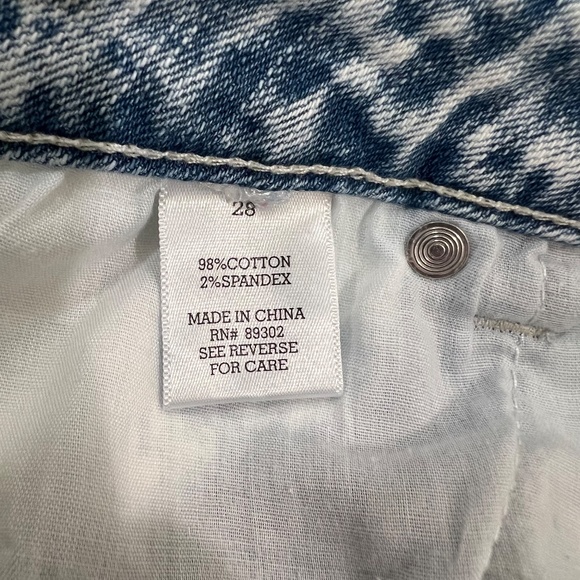 28
98%COTTON
2%SPANDEX
MADE IN CHINA
RN# 89302
SEE REVERSE
FOR CARE